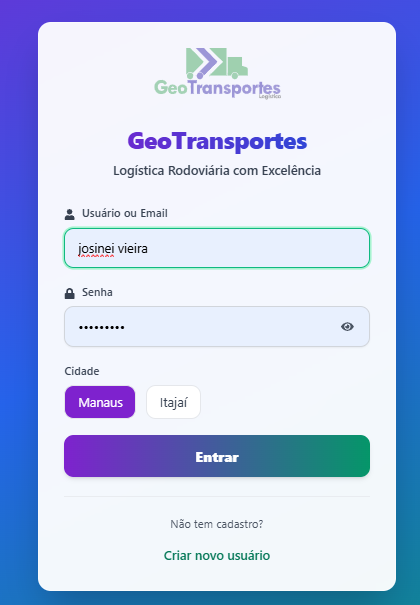 GeoTransportes
Logística
GeoTransportes
Logística Rodoviária com Excelência
Usuário ou Email
josinei vieira
Senha
•••••••••
Cidade
Manaus Itajaí
Entrar
Não tem cadastro?
Criar novo usuário